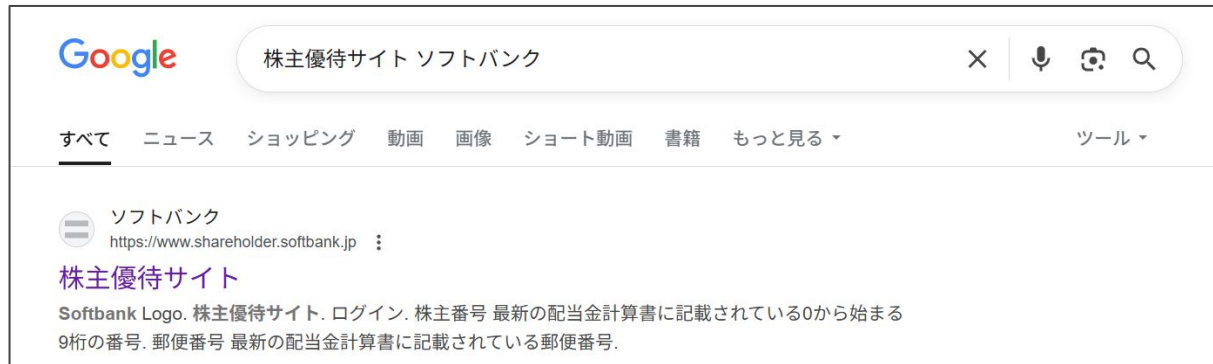 Google
株主優待サイト ソフトバンク
すべて ニュース ショッピング 動画 画像 ショート動画 書籍 もっと見る ツール
ソフトバンク
https://www.shareholder.softbank.jp
株主優待サイト
Softbank Logo. 株主優待サイト. ログイン. 株主番号 最新の配当金計算書に記載されている0から始まる
9桁の番号. 郵便番号 最新の配当金計算書に記載されている郵便番号.